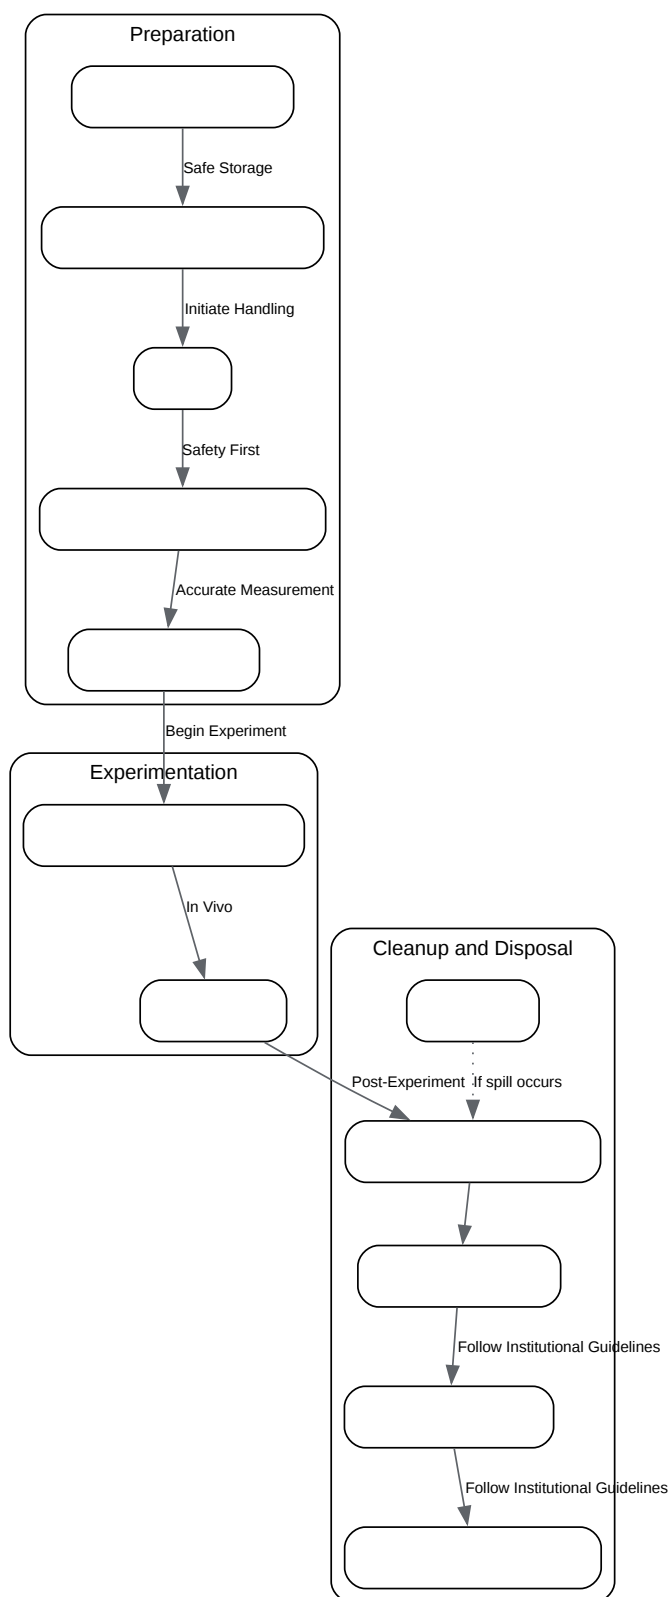 Preparation
Safe Storage
Initiate Handling
Safety First
Accurate Measurement
Begin Experiment
Experimentation
In Vivo
Cleanup and Disposal
Post-Experiment
If spill occurs
Follow Institutional Guidelines
Follow Institutional Guidelines